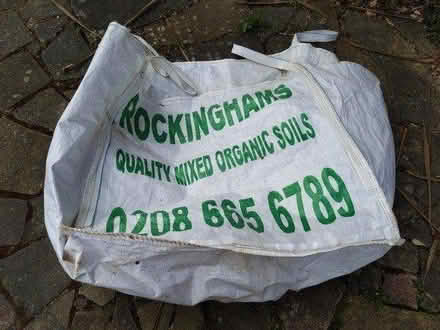 ROCKINGHAMS
QUALITY MIXED ORGANIC SOILS
0208 665 6789